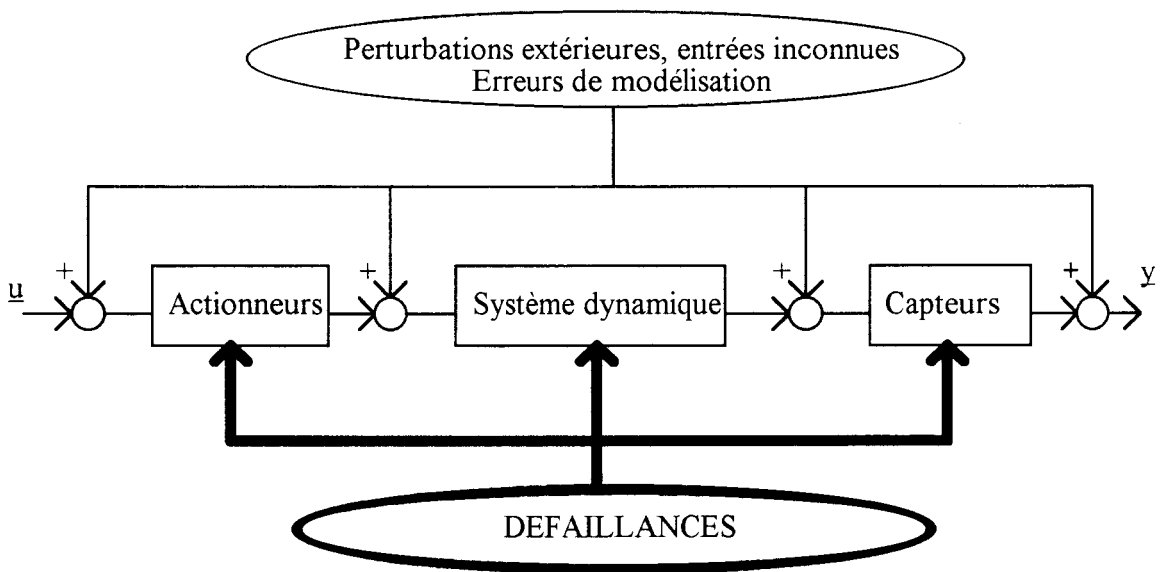 Perturbations extérieures, entrées inconnues
Erreurs de modélisation
+ + + +
u Actionneurs Système dynamique Capteurs y
DEFAILLANCES